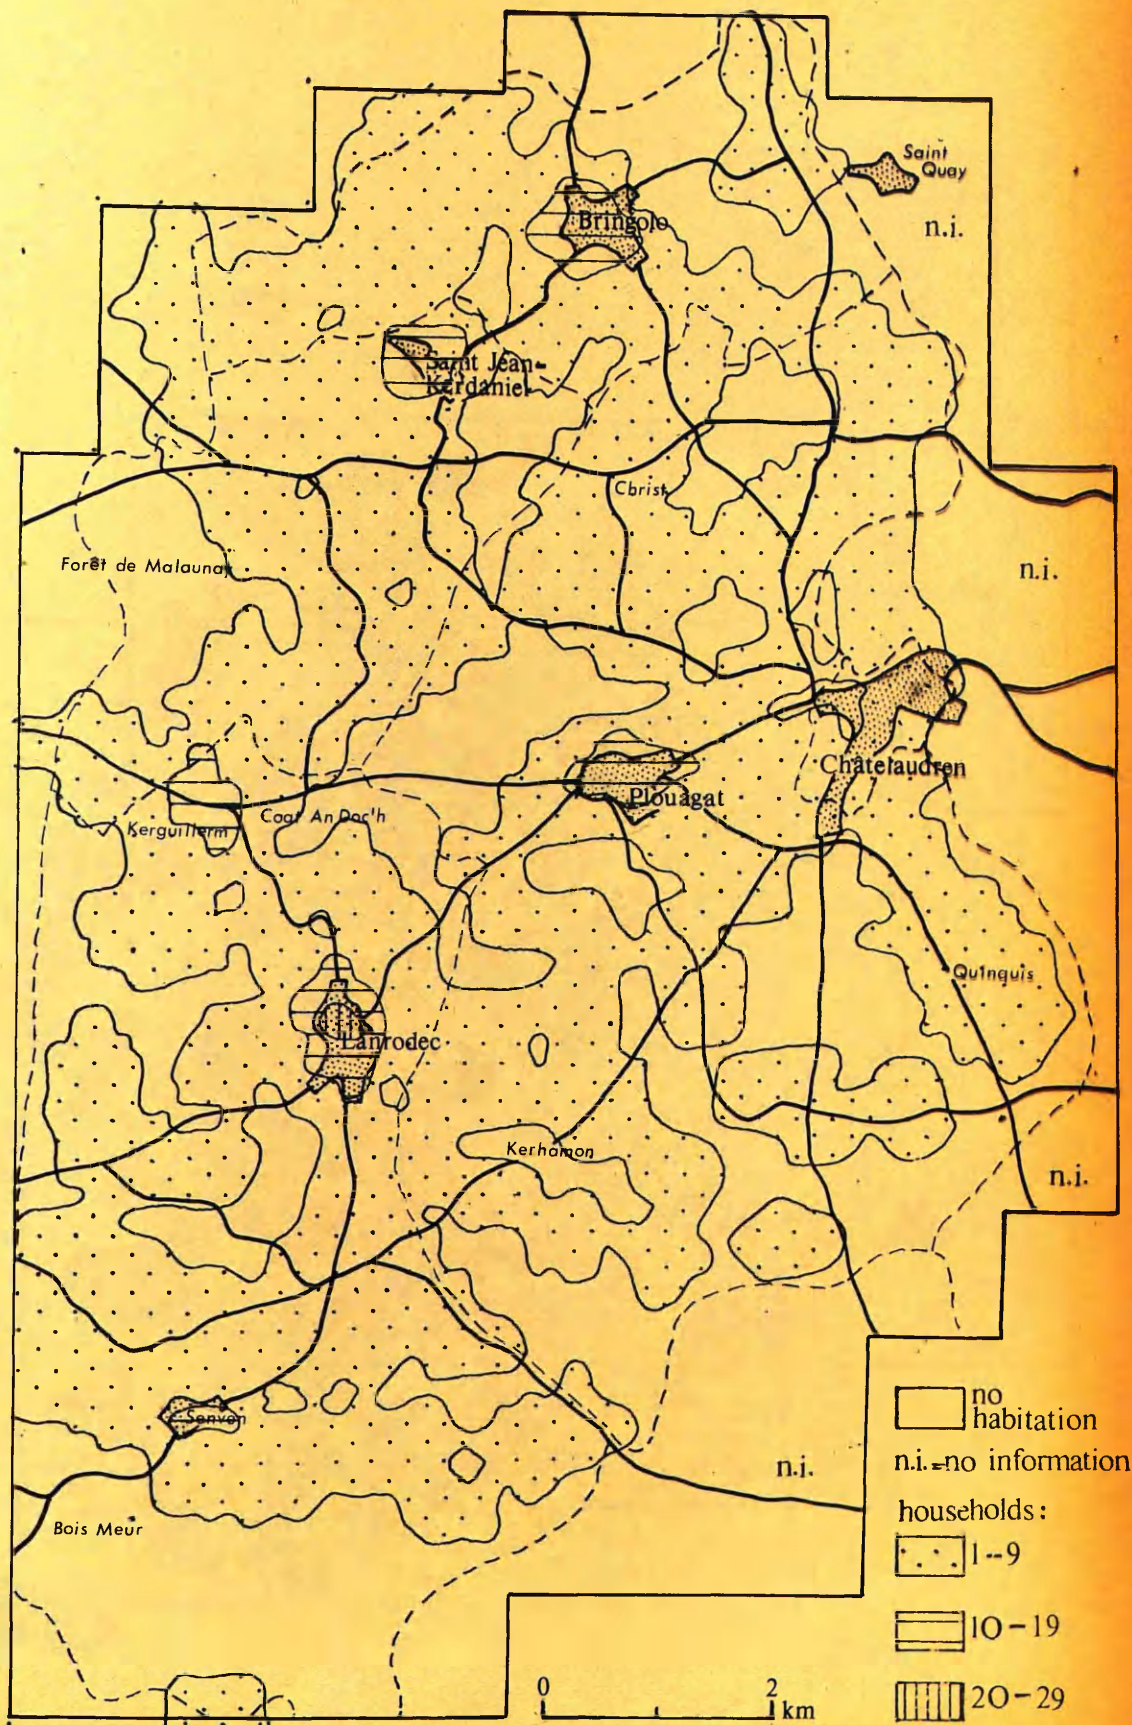 Saint
Quay
n.i.
Bringolo
Saint Jean-
Kerdaniel
Christ
Forêt de Malaunay
n.i.
Châtelaudren
Plouagat
Coat An Doc'h
Kerguillerm
Quinquis
Lanrodec
Kerhamon
n.i.
Senven
n.i.
Bois Meur
no
habitation
n.i.=no information
households:
1--9
10-19
20-29
0 2
km